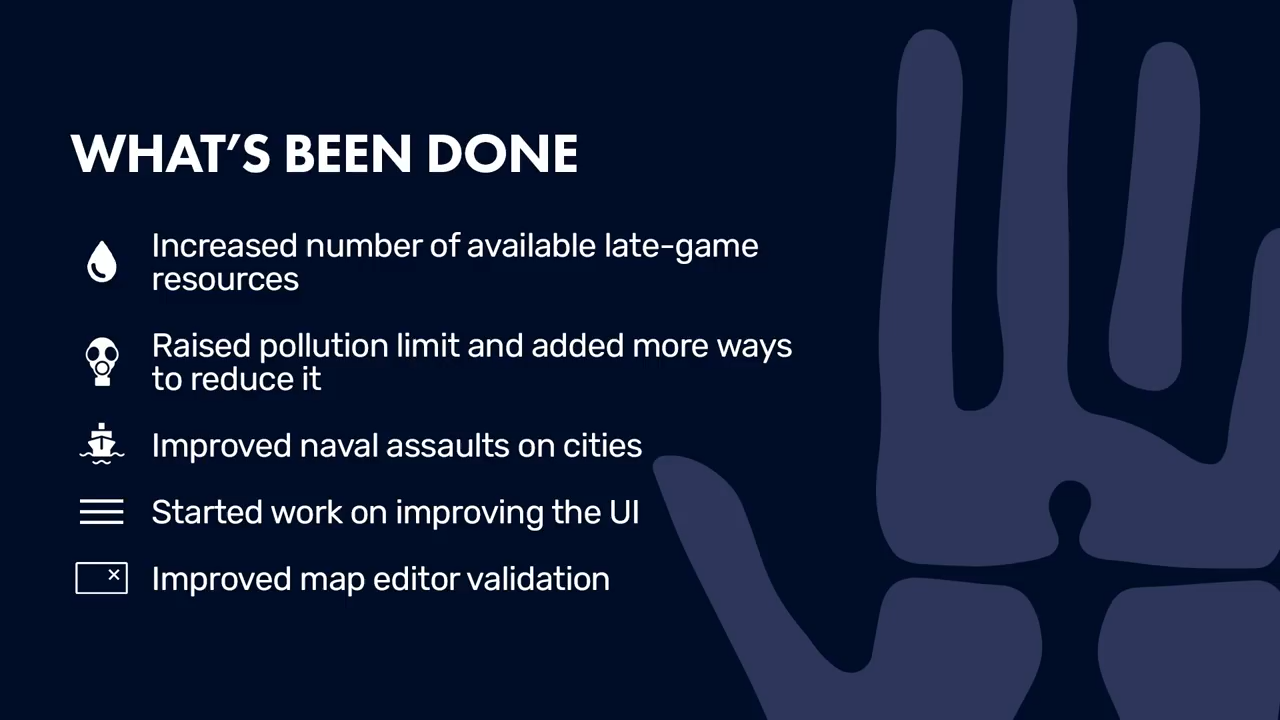 WHAT’S BEEN DONE
Increased number of available late-game
resources
Raised pollution limit and added more ways
to reduce it
Improved naval assaults on cities
Started work on improving the UI
Improved map editor validation